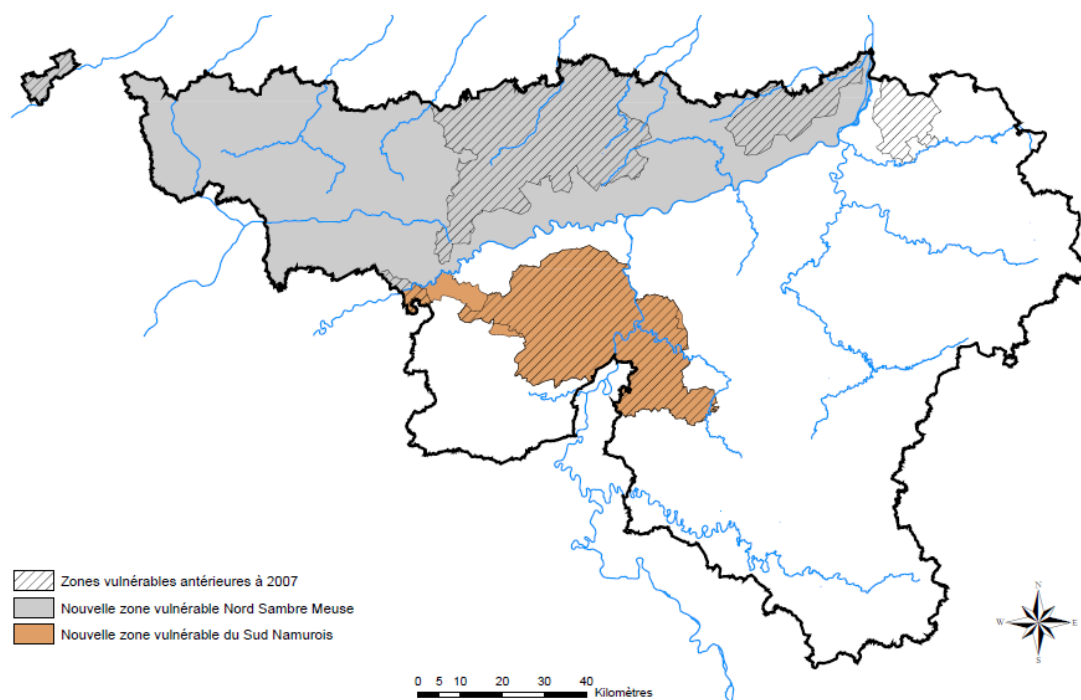 Zones vulnérables antérieures à 2007
Nouvelle zone vulnérable Nord Sambre Meuse
Nouvelle zone vulnérable du Sud Namurois
N
W E
S
0 5 10 20 30 40
Kilomètres